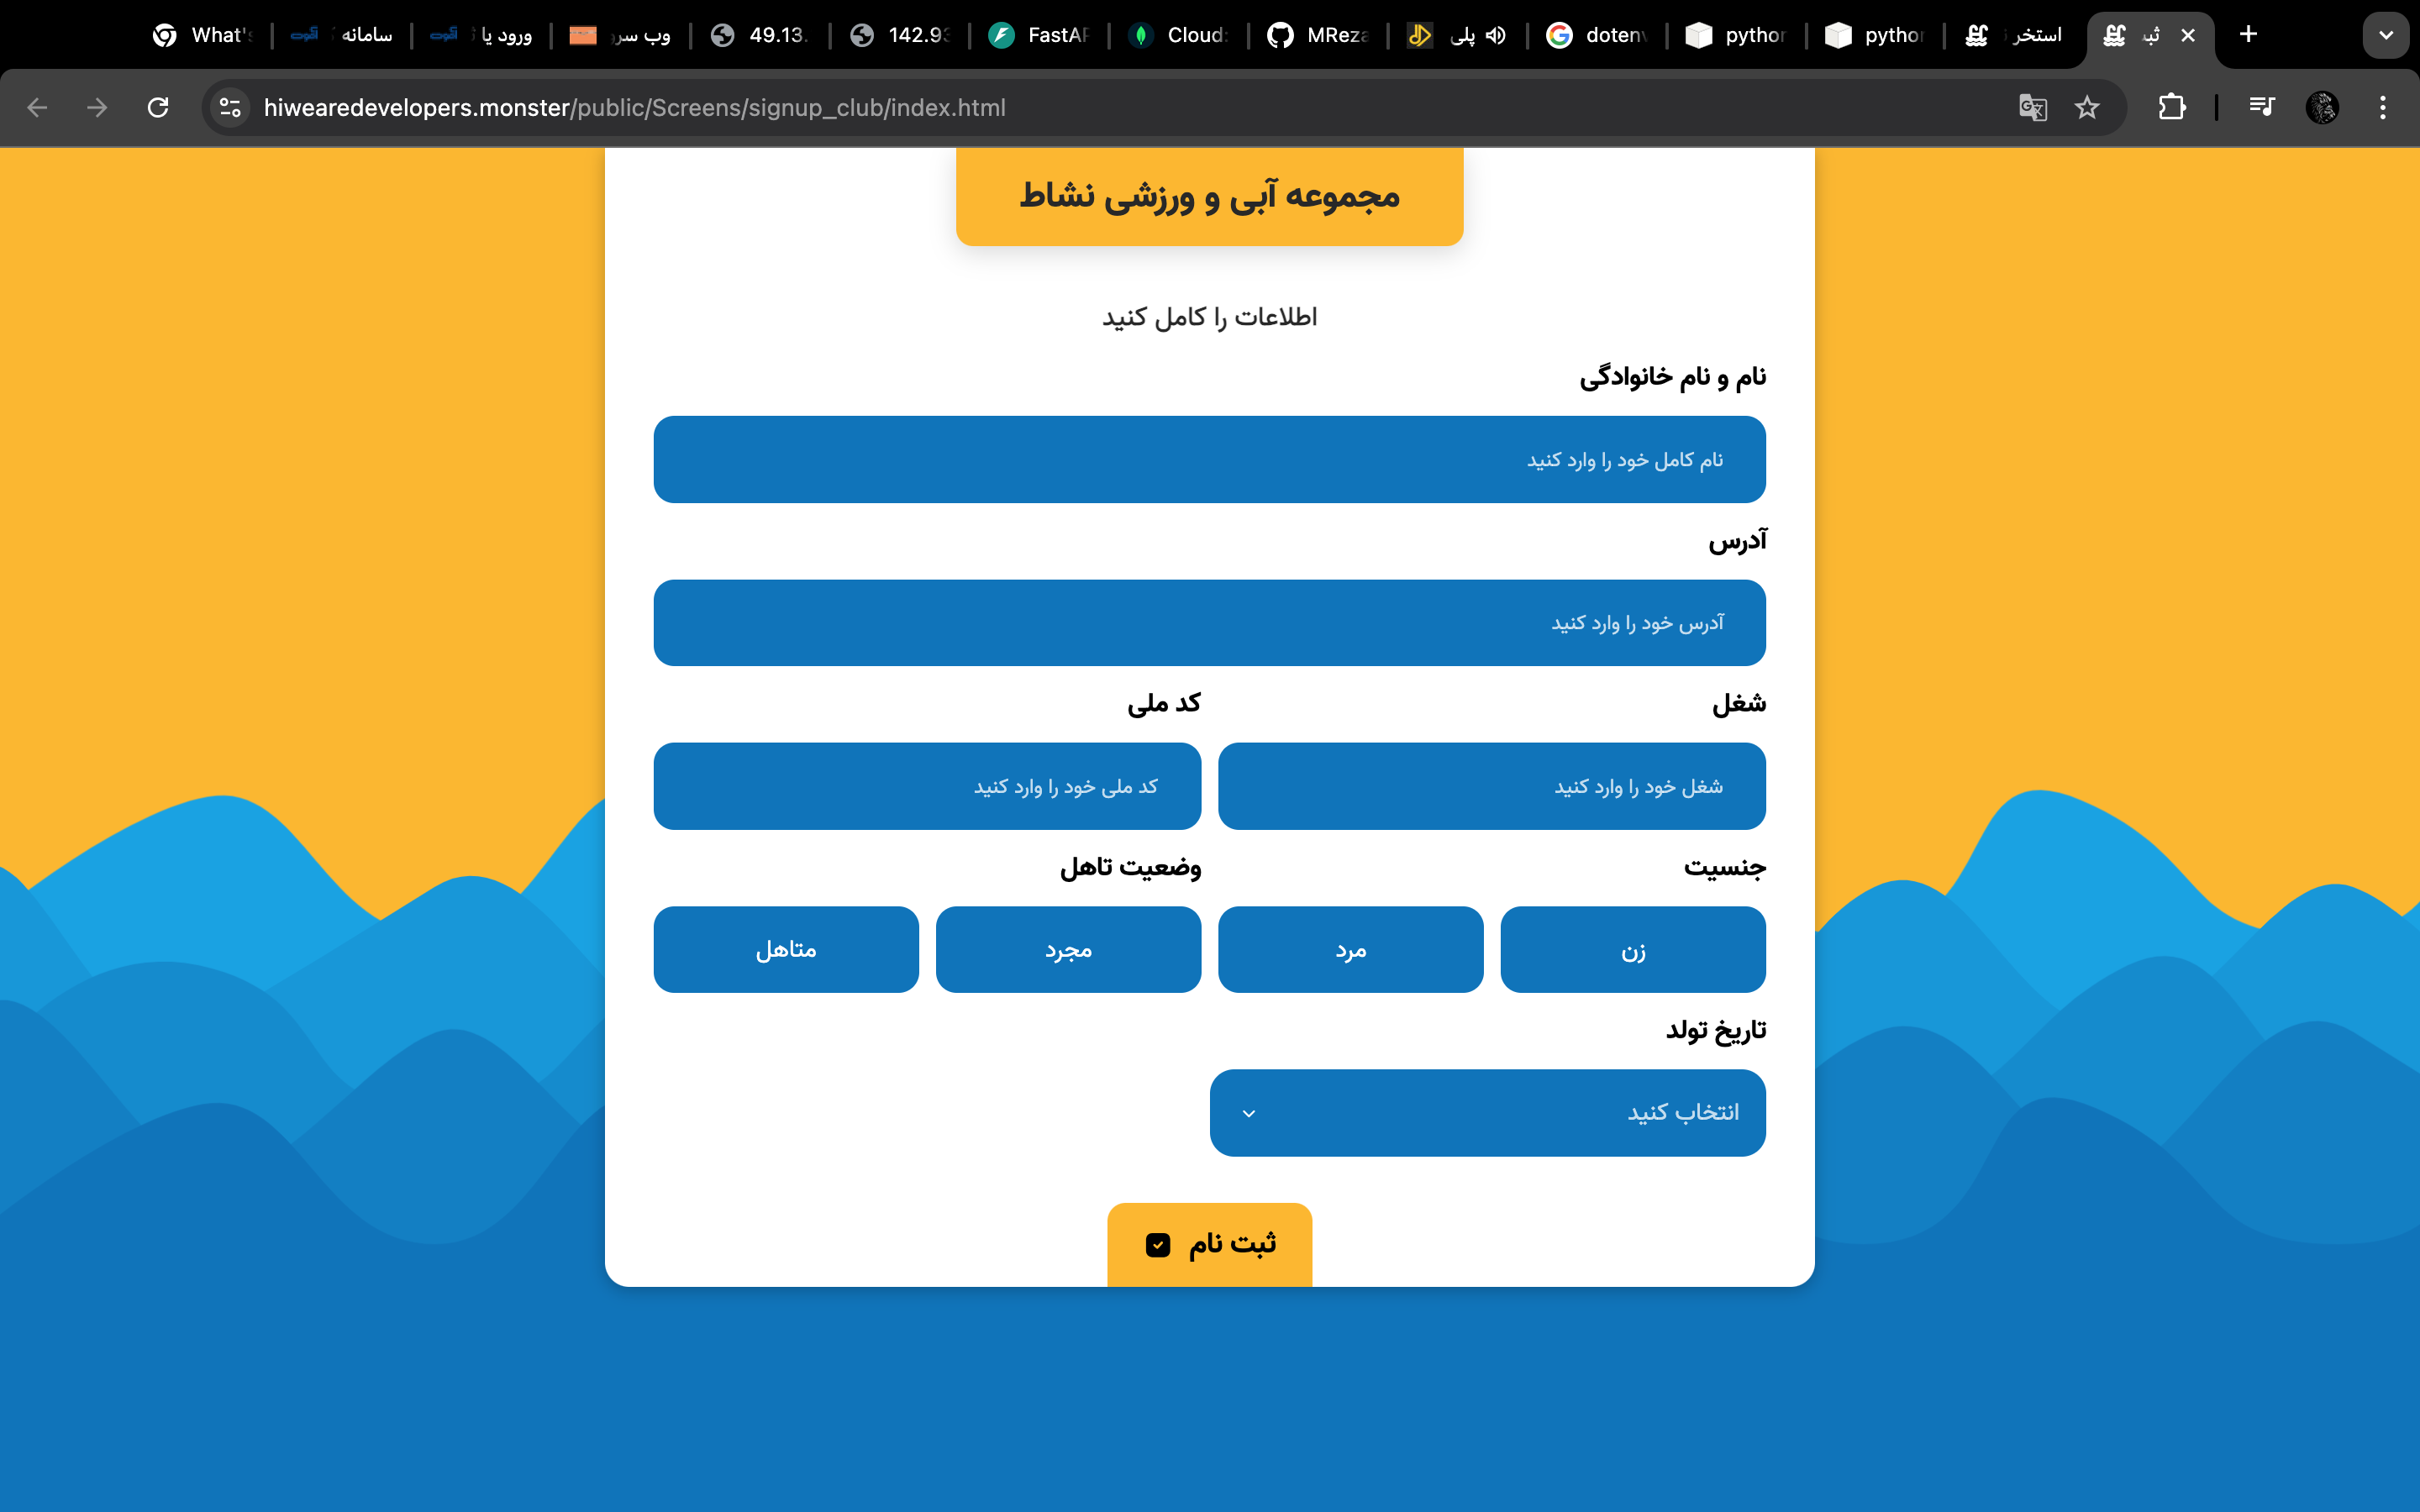 What's
سامانه
ورود یا
وب سرو
49.13.
142.93
FastAP
Cloud
MReza
پلی
doten
python
python
استخر
ثب
hiwearedevelopers.monster/public/Screens/signup_club/index.html
مجموعه آبی و ورزشی نشاط
اطلاعات را کامل کنید
نام و نام خانوادگی
نام کامل خود را وارد کنید
آدرس
آدرس خود را وارد کنید
شغل کد ملی
شغل خود را وارد کنید کد ملی خود را وارد کنید
جنسیت وضعیت تاهل
زن مرد مجرد متاهل
تاریخ تولد
انتخاب کنید
ثبت نام